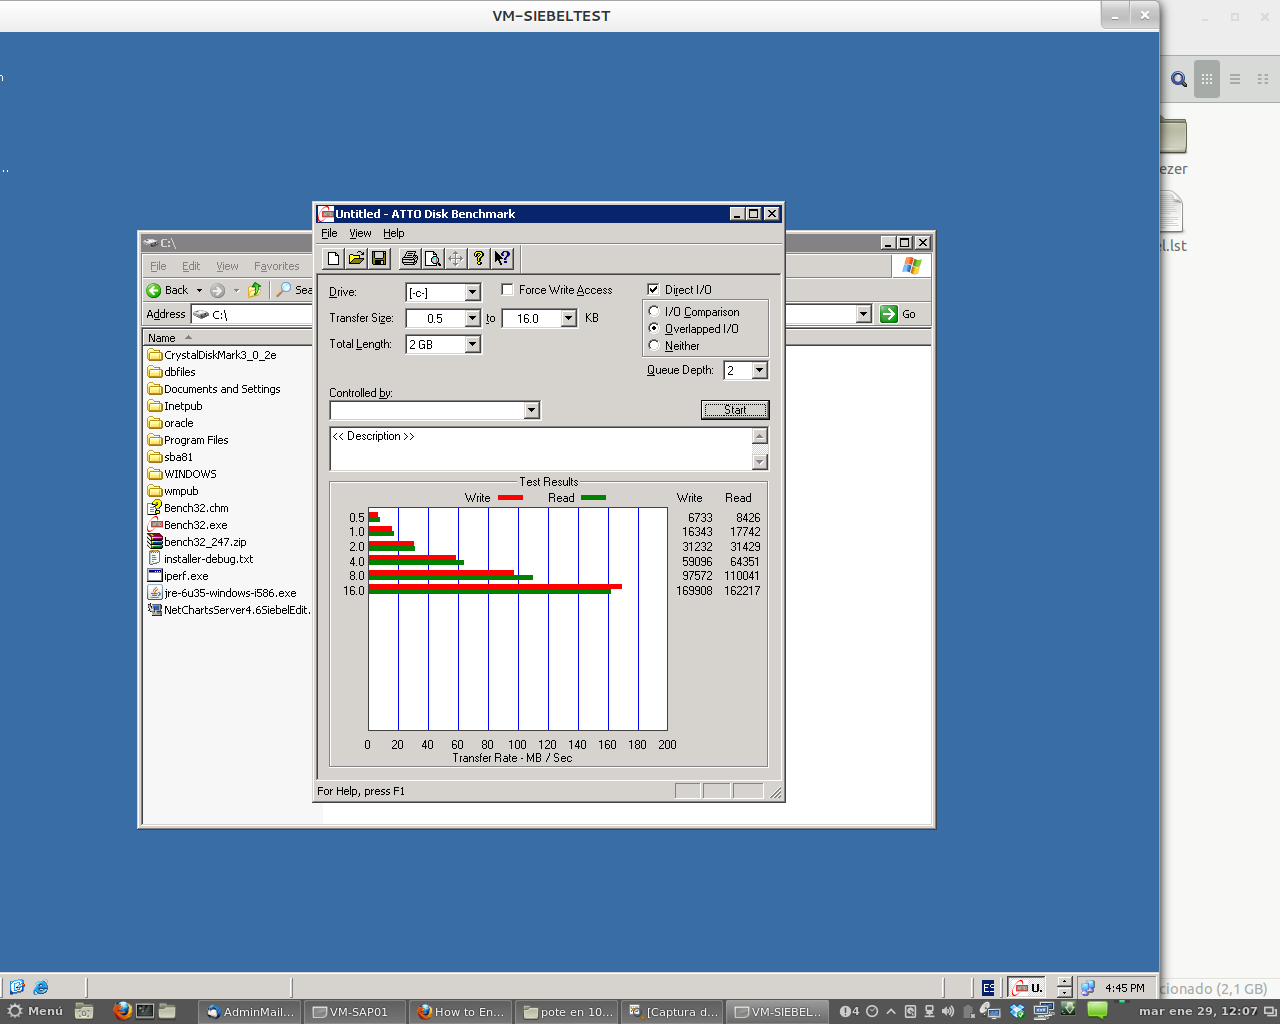 VM-SIEBELTEST
n
..
ezer
el.lst
C:\
File Edit View Favorites
Back
Sea
Address C:\
Go
Name
CrystalDiskMark3_0_2e
dbfiles
Documents and Settings
Inetpub
oracle
Program Files
sba81
WINDOWS
wmpub
Bench32.chm
Bench32.exe
bench32_247.zip
installer-debug.txt
iperf.exe
jre-6u35-windows-i586.exe
NetChartsServer4.6SiebelEdit.
Untitled - ATTO Disk Benchmark
File View Help
Drive: [-c-] Force Write Access Direct I/O
Transfer Size: 0.5 to 16.0 KB
I/O Comparison
Overlapped I/O
Neither
Total Length: 2 GB
Queue Depth: 2
Controlled by:
Start
<< Description >>
Test Results
Write Read Write Read
0.5 6733 8426
1.0 16343 17742
2.0 31232 31429
4.0 59096 64351
8.0 97572 110041
16.0 169908 162217
0 20 40 60 80 100 120 140 160 180 200
Transfer Rate - MB / Sec
For Help, press F1
ES U. 4:45 PM
cionado (2,1 GB)
Menú AdminMail... VM-SAP01 How to En... pote en 10... [Captura d... VM-SIEBEL... 4 mar ene 29, 12:07